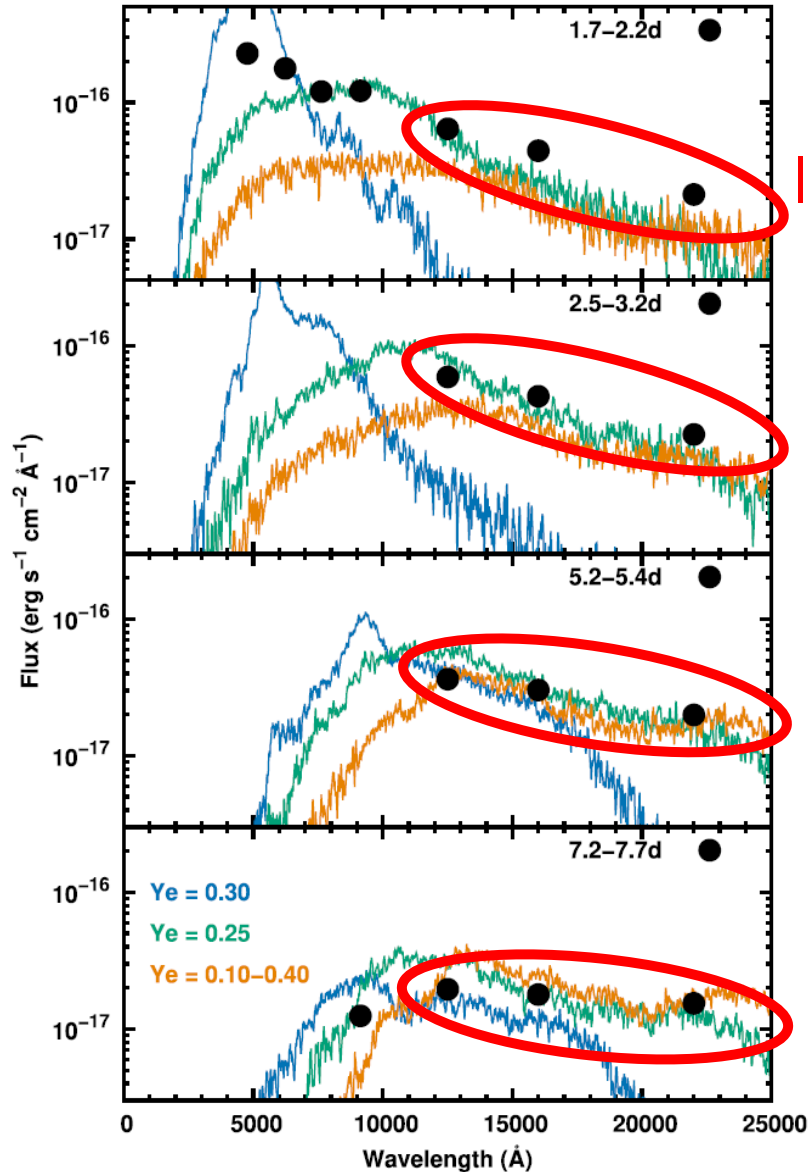 1.7−2.2d
10−16
10−17
2.5−3.2d
10−16
10−17
Flux (erg s−1 cm−2 Å−1)
5.2−5.4d
10−16
10−17
7.2−7.7d
10−16
Ye = 0.30
Ye = 0.25
Ye = 0.10−0.40
10−17
0 5000 10000 15000 20000 25000
Wavelength (Å)